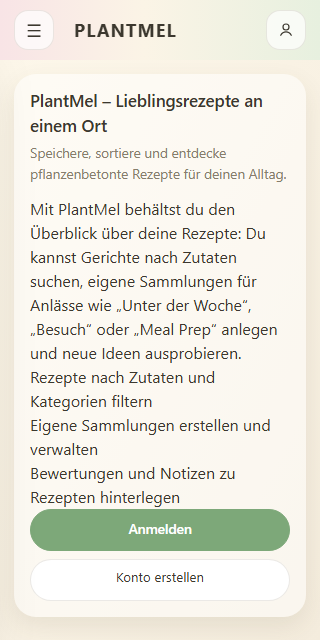 PLANTMEL
PlantMel – Lieblingsrezepte an
einem Ort
Speichere, sortiere und entdecke
pflanzenbetonte Rezepte für deinen Alltag.
Mit PlantMel behältst du den
Überblick über deine Rezepte: Du
kannst Gerichte nach Zutaten
suchen, eigene Sammlungen für
Anlässe wie „Unter der Woche“,
„Besuch“ oder „Meal Prep“ anlegen
und neue Ideen ausprobieren.
Rezepte nach Zutaten und
Kategorien filtern
Eigene Sammlungen erstellen und
verwalten
Bewertungen und Notizen zu
Rezepten hinterlegen
Anmelden
Konto erstellen